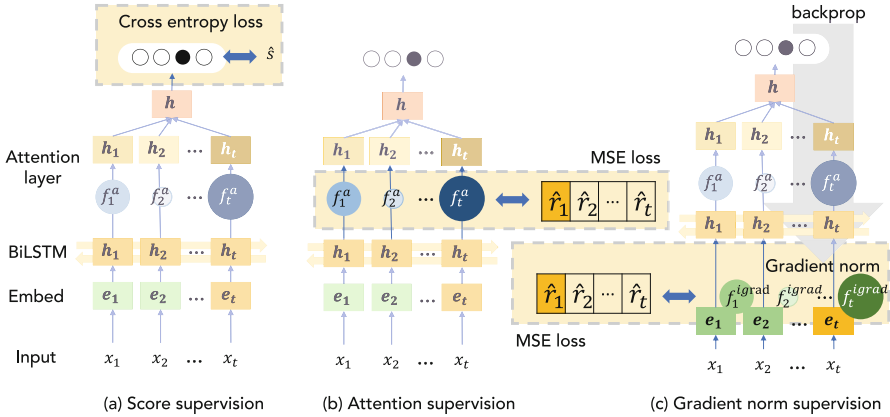 Cross entropy loss
ŝ
h
h₁ h₂ ... hₜ
Attention
layer
f₁ᵃ f₂ᵃ ... fₜᵃ
BiLSTM
h₁ h₂ ... hₜ
Embed
e₁ e₂ ... eₜ
Input
x₁ x₂ ... xₜ
(a) Score supervision
h
h₁ h₂ ... hₜ
MSE loss
f₁ᵃ f₂ᵃ ... fₜᵃ
r̂₁ r̂₂ ... r̂ₜ
h₁ h₂ ... hₜ
e₁ e₂ ... eₜ
x₁ x₂ ... xₜ
(b) Attention supervision
backprop
h
h₁ h₂ ... hₜ
f₁ᵃ f₂ᵃ ... fₜᵃ
h₁ h₂ ... hₜ
Gradient norm
r̂₁ r̂₂ ... r̂ₜ
f₁ⁱᵍʳᵃᵈ f₂ⁱᵍʳᵃᵈ ... fₜⁱᵍʳᵃᵈ
e₁ e₂ ... eₜ
MSE loss
x₁ x₂ ... xₜ
(c) Gradient norm supervision